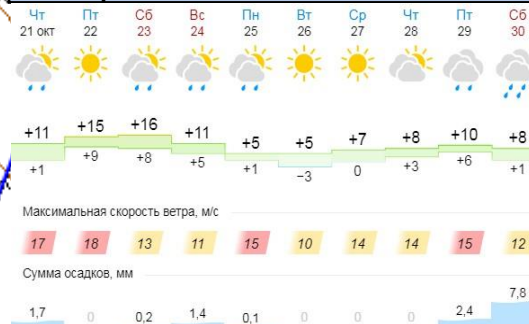 Чт Пт Сб Вс Пн Вт Ср Чт Пт Сб
21 окт 22 23 24 25 26 27 28 29 30
+11 +15 +16 +11 +5 +5 +7 +8 +10 +8
+1 +9 +8 +5 +1 −3 0 +3 +6 +1
Максимальная скорость ветра, м/с
17 18 13 11 15 10 14 14 15 12
Сумма осадков, мм
1,7 0 0,2 1,4 0,1 0 0 0 2,4 7,8